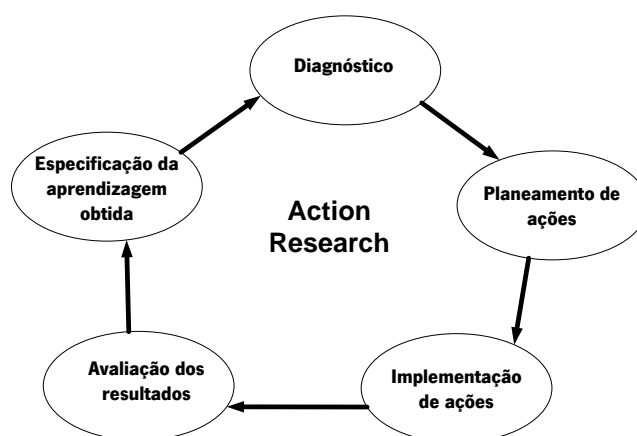 Diagnóstico
Planeamento de
ações
Implementação
de ações
Avaliação dos
resultados
Especificação da
aprendizagem
obtida
Action
Research